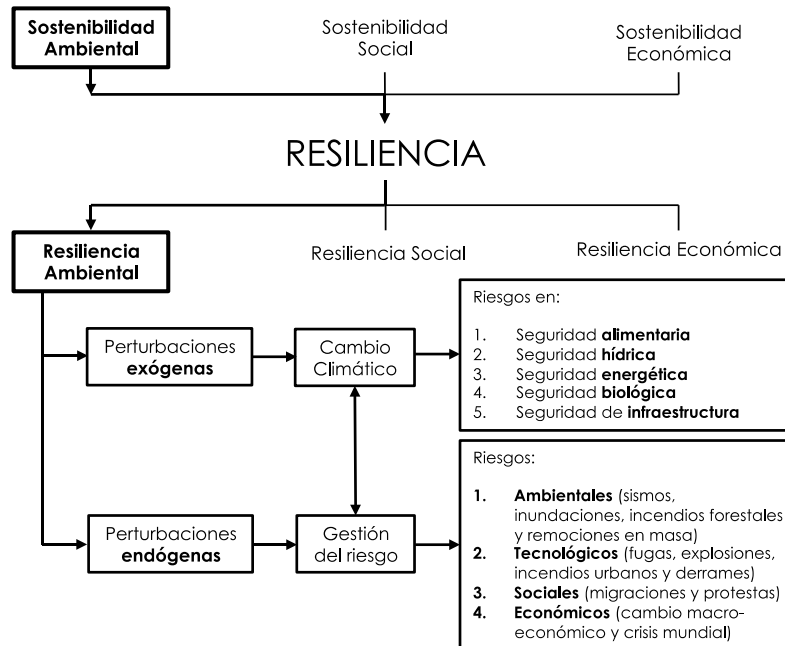 Sostenibilidad
Ambiental
Sostenibilidad
Social
Sostenibilidad
Económica
RESILIENCIA
Resiliencia
Ambiental
Resiliencia Social
Resiliencia Económica
Perturbaciones
exógenas
Cambio
Climático
Riesgos en:
1. Seguridad alimentaria
2. Seguridad hídrica
3. Seguridad energética
4. Seguridad biológica
5. Seguridad de infraestructura
Perturbaciones
endógenas
Gestión
del riesgo
Riesgos:
1. Ambientales (sismos,
inundaciones, incendios forestales
y remociones en masa)
2. Tecnológicos (fugas, explosiones,
incendios urbanos y derrames)
3. Sociales (migraciones y protestas)
4. Económicos (cambio macro-
económico y crisis mundial)